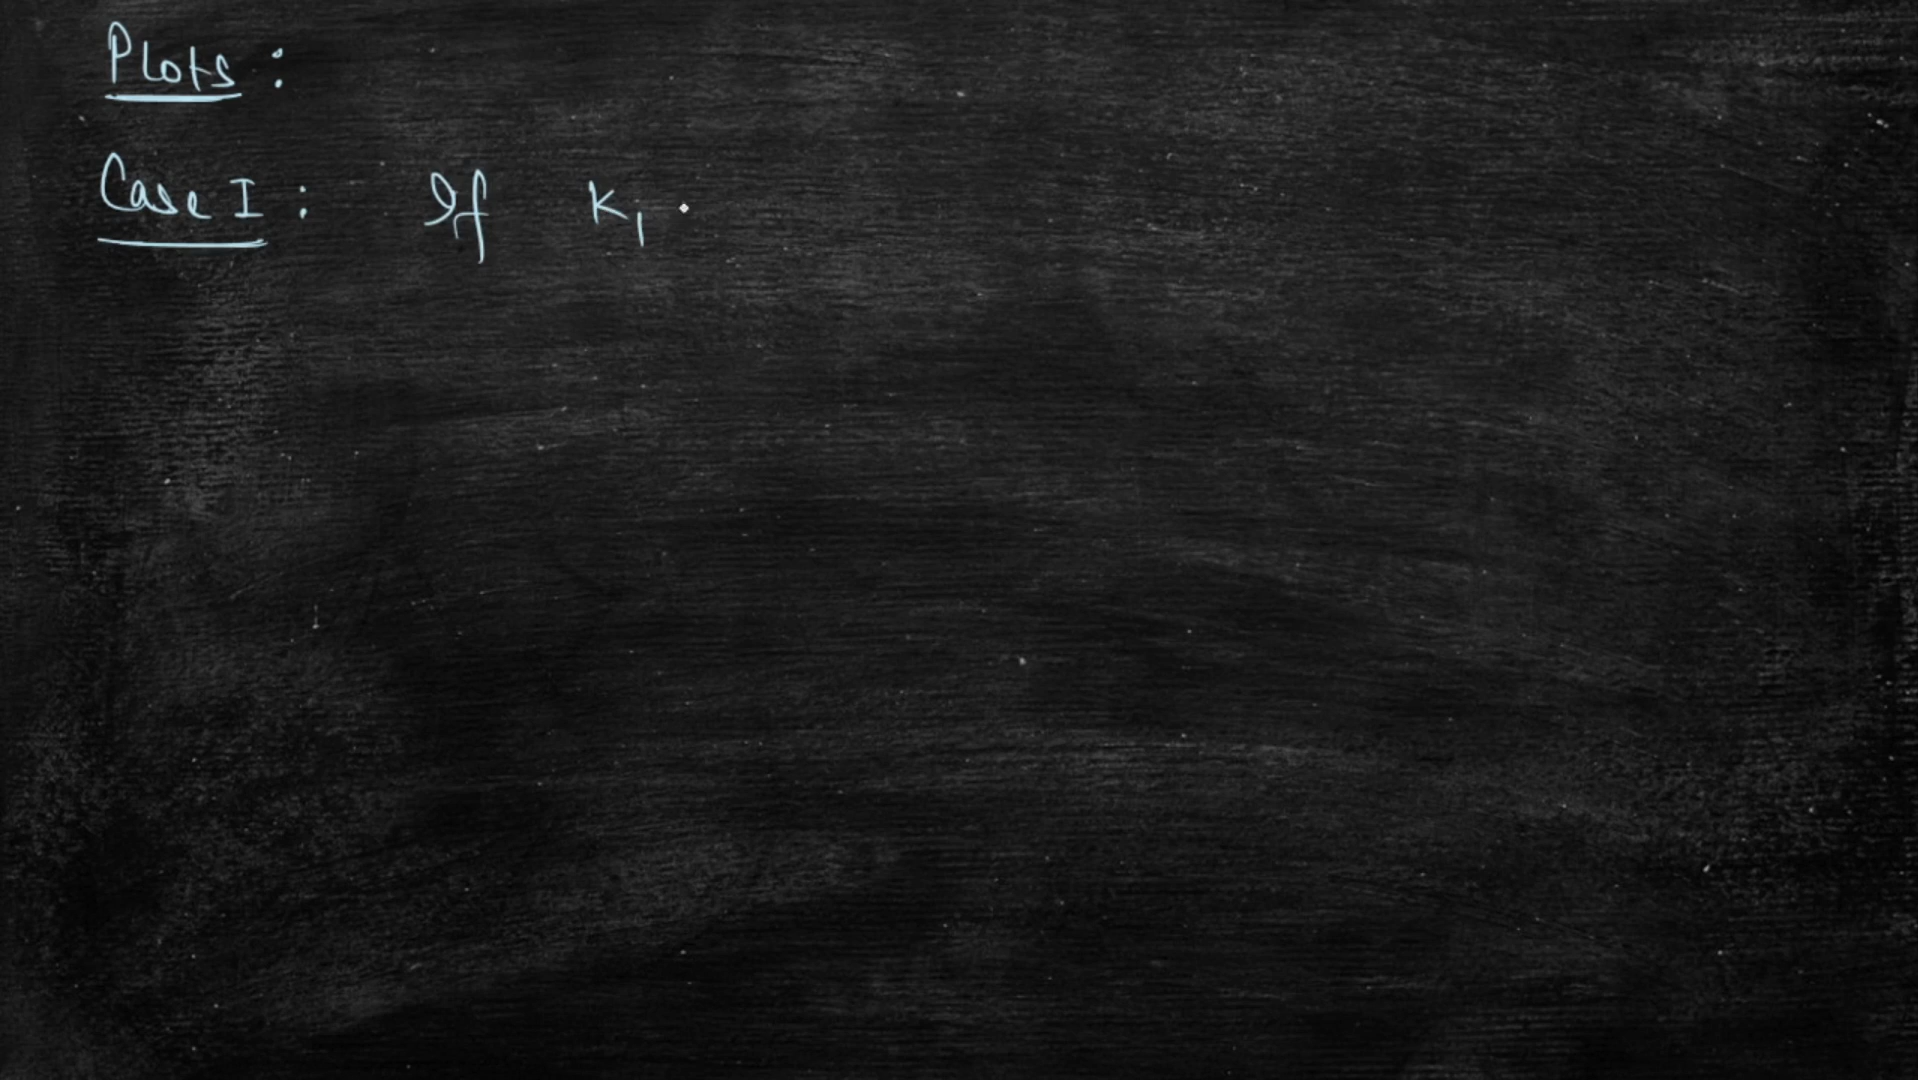 Plots :
Case I : If K₁